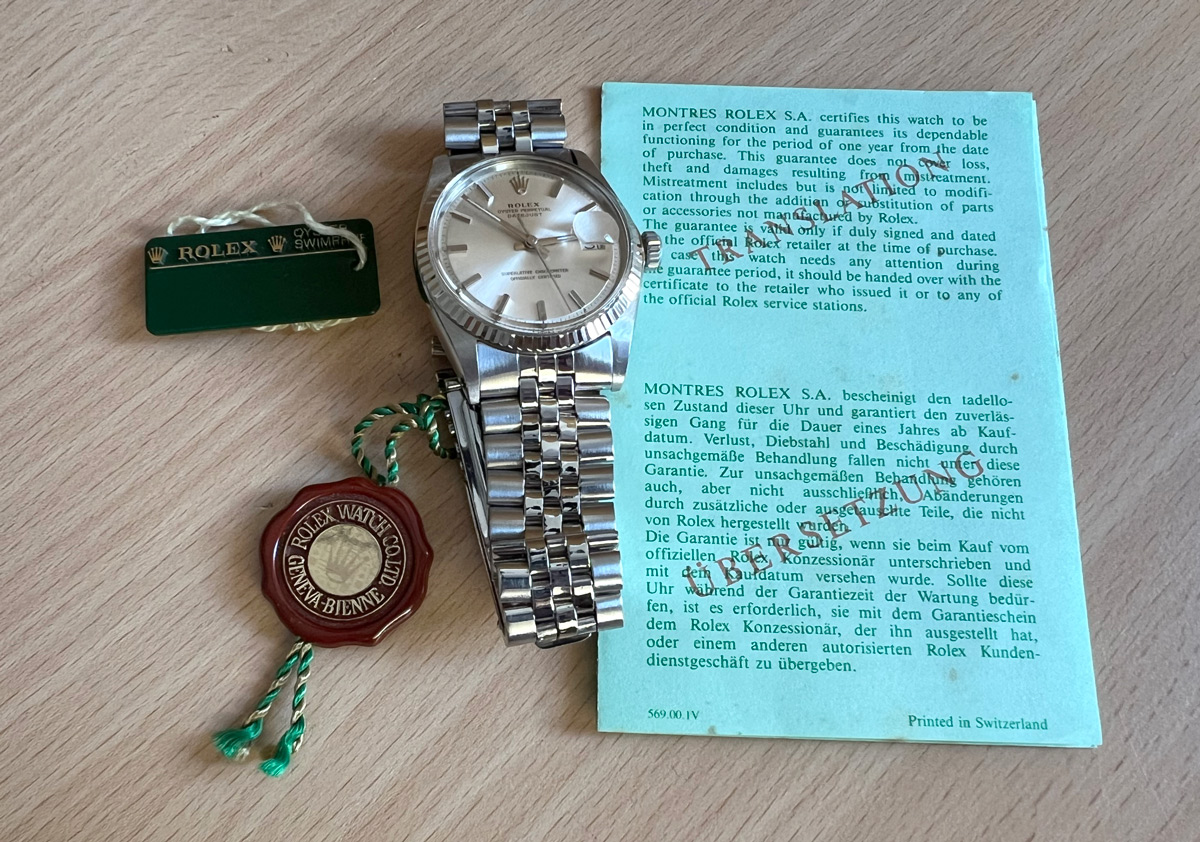 ROLEX
OYSTER
SWIMPR
ROLEX
OYSTER PERPETUAL
DATEJUST
SUPERLATIVE CHRONOMETER
OFFICIALLY CERTIFIED
ROLEX WATCH CO. LTD
GENEVA-BIENNE
MONTRES ROLEX S.A. certifies this watch to be
in perfect condition and guarantees its dependable
functioning for the period of one year from the date
of purchase. This guarantee does not cover loss,
theft and damages resulting from mistreatment.
Mistreatment includes but is not limited to modifi-
cation through the addition or substitution of parts
or accessories not manufactured by Rolex.
The guarantee is valid only if duly signed and dated
the official Rolex retailer at the time of purchase.
case this watch needs any attention during
the guarantee period, it should be handed over with the
certificate to the retailer who issued it or to any of
the official Rolex service stations.
TRANSLATION
MONTRES ROLEX S.A. bescheinigt den tadello-
sen Zustand dieser Uhr und garantiert den zuverläs-
sigen Gang für die Dauer eines Jahres ab Kauf-
datum. Verlust, Diebstahl und Beschädigung durch
unsachgemäße Behandlung fallen nicht unter diese
Garantie. Zur unsachgemäßen Behandlung gehören
auch, aber nicht ausschließlich, Abänderungen
durch zusätzliche oder ausgetauschte Teile, die nicht
von Rolex hergestellt wurden.
Die Garantie ist nur gültig, wenn sie beim Kauf vom
offiziellen Rolex Konzessionär unterschrieben und
mit dem Kaufdatum versehen wurde. Sollte diese
Uhr während der Garantiezeit der Wartung bedür-
fen, ist es erforderlich, sie mit dem Garantieschein
dem Rolex Konzessionär, der ihn ausgestellt hat,
oder einem anderen autorisierten Rolex Kunden-
dienstgeschäft zu übergeben.
ÜBERSETZUNG
569.00.IV
Printed in Switzerland